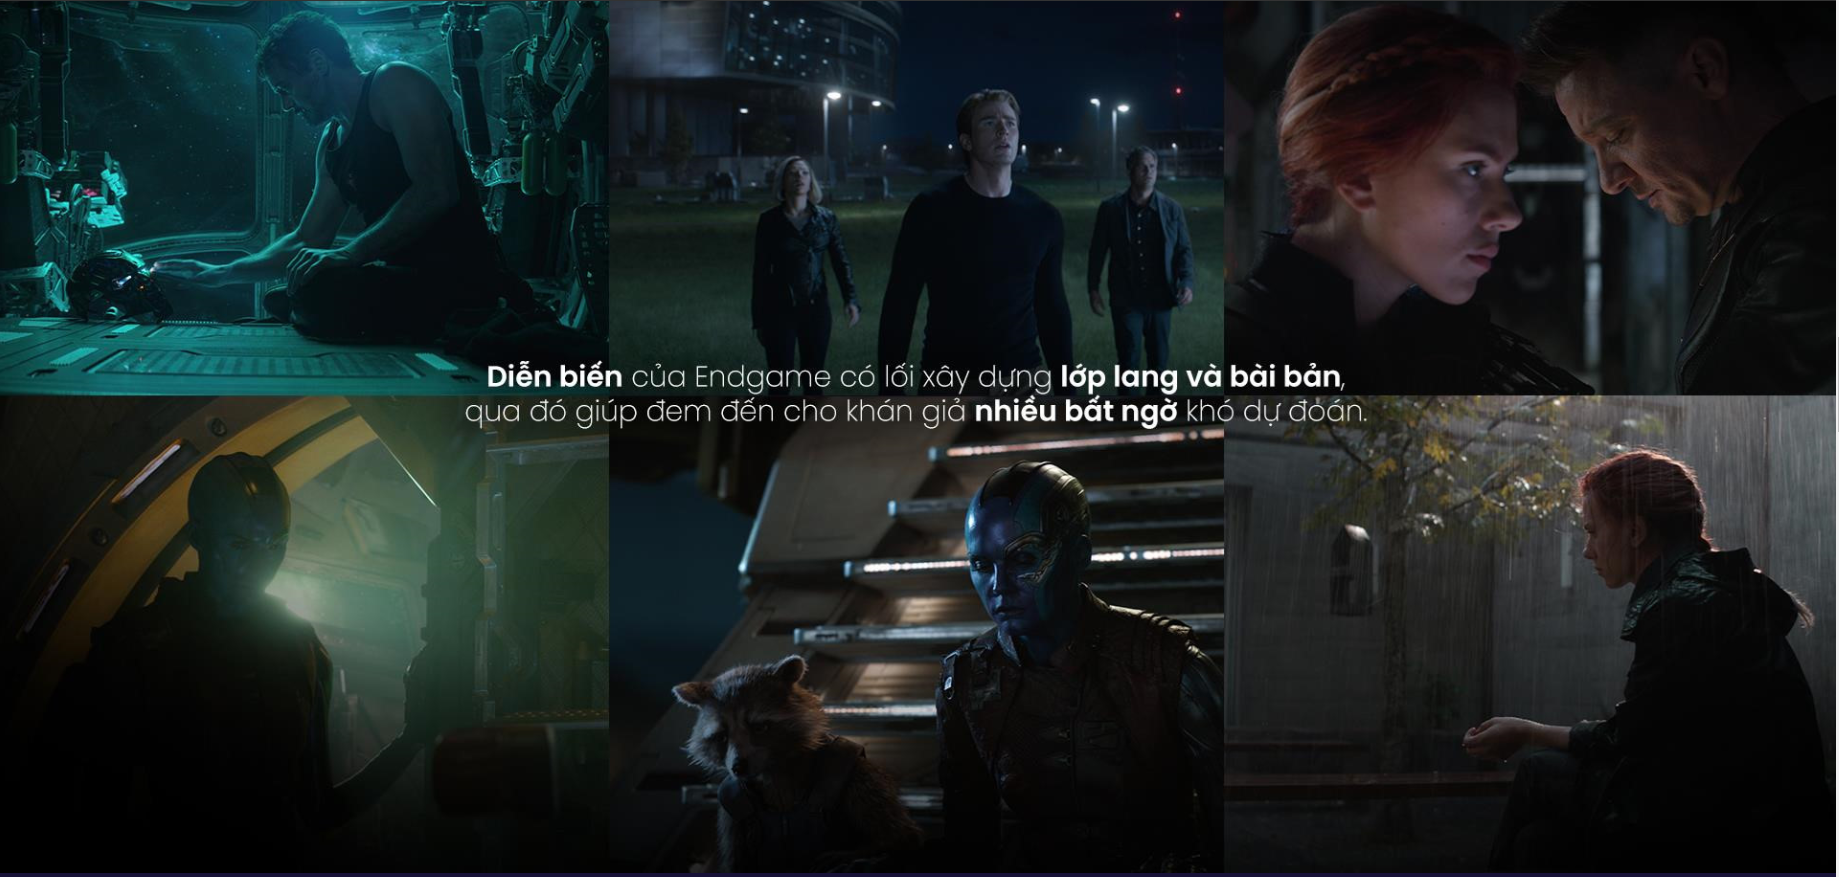 Diễn biến của Endgame có lối xây dựng lớp lang và bài bản,
qua đó giúp đem đến cho khán giả nhiều bất ngờ khó dự đoán.